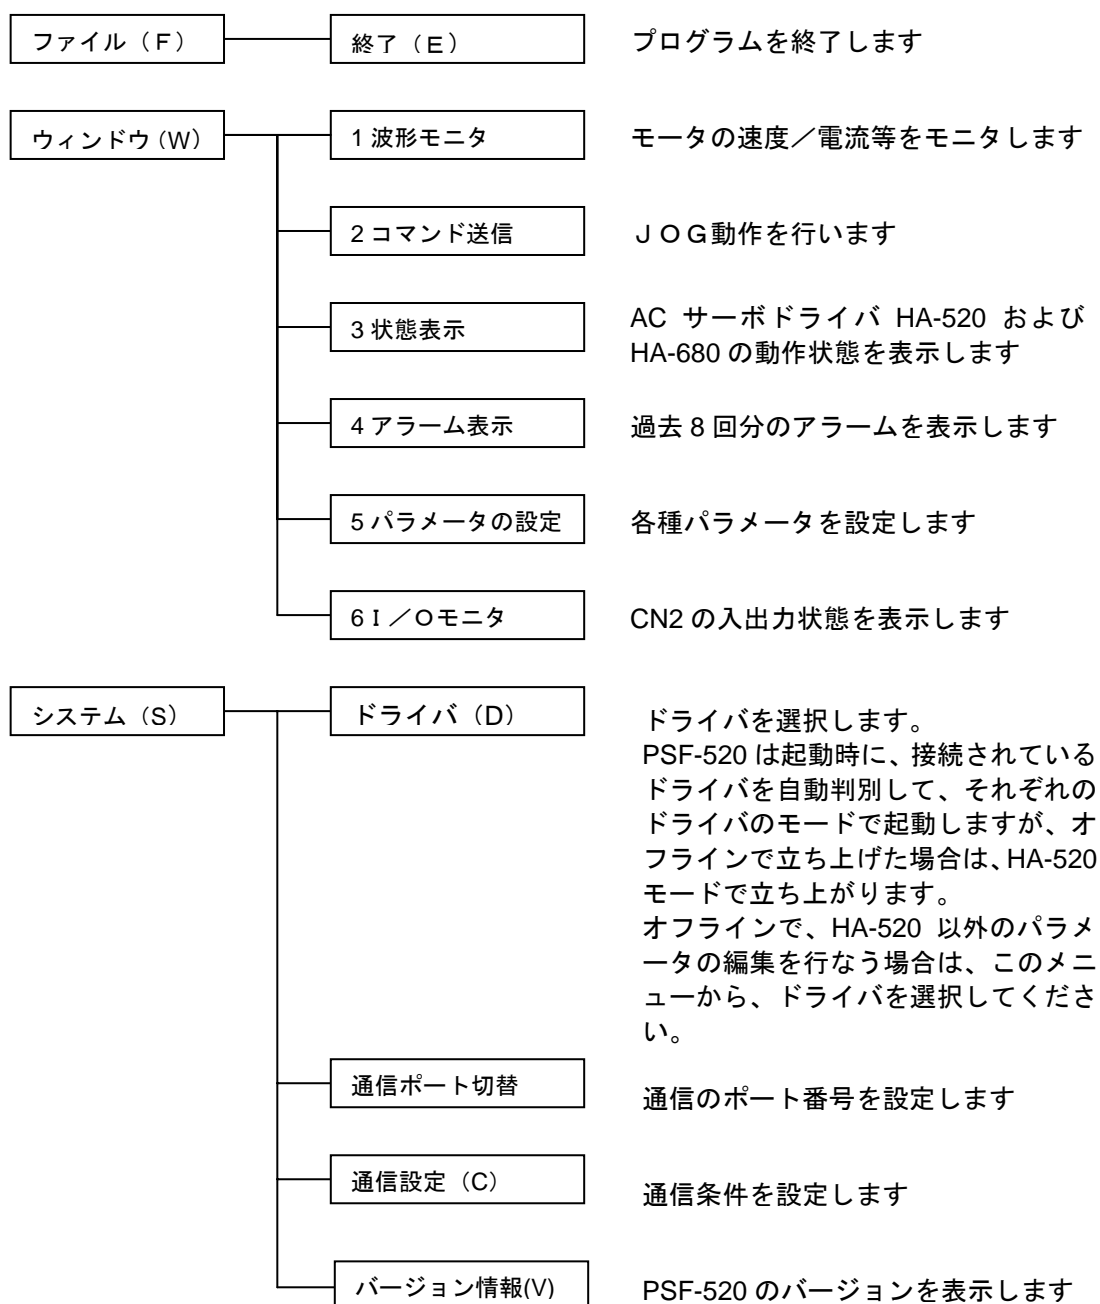 ファイル（Ｆ）
終了（Ｅ）
プログラムを終了します
ウィンドウ(W)
1 波形モニタ
モータの速度／電流等をモニタします
2 コマンド送信
ＪＯＧ動作を行います
3 状態表示
AC サーボドライバ HA-520 および
HA-680 の動作状態を表示します
4 アラーム表示
過去 8 回分のアラームを表示します
5 パラメータの設定
各種パラメータを設定します
6 Ｉ／Ｏモニタ
CN2 の入出力状態を表示します
システム（S）
ドライバ（D）
ドライバを選択します。
PSF-520 は起動時に、接続されている
ドライバを自動判別して、それぞれの
ドライバのモードで起動しますが、オ
フラインで立ち上げた場合は、HA-520
モードで立ち上がります。
オフラインで、HA-520 以外のパラメ
ータの編集を行なう場合は、このメニ
ューから、ドライバを選択してくださ
い。
通信ポート切替
通信のポート番号を設定します
通信設定（C）
通信条件を設定します
バージョン情報(V)
PSF-520 のバージョンを表示します